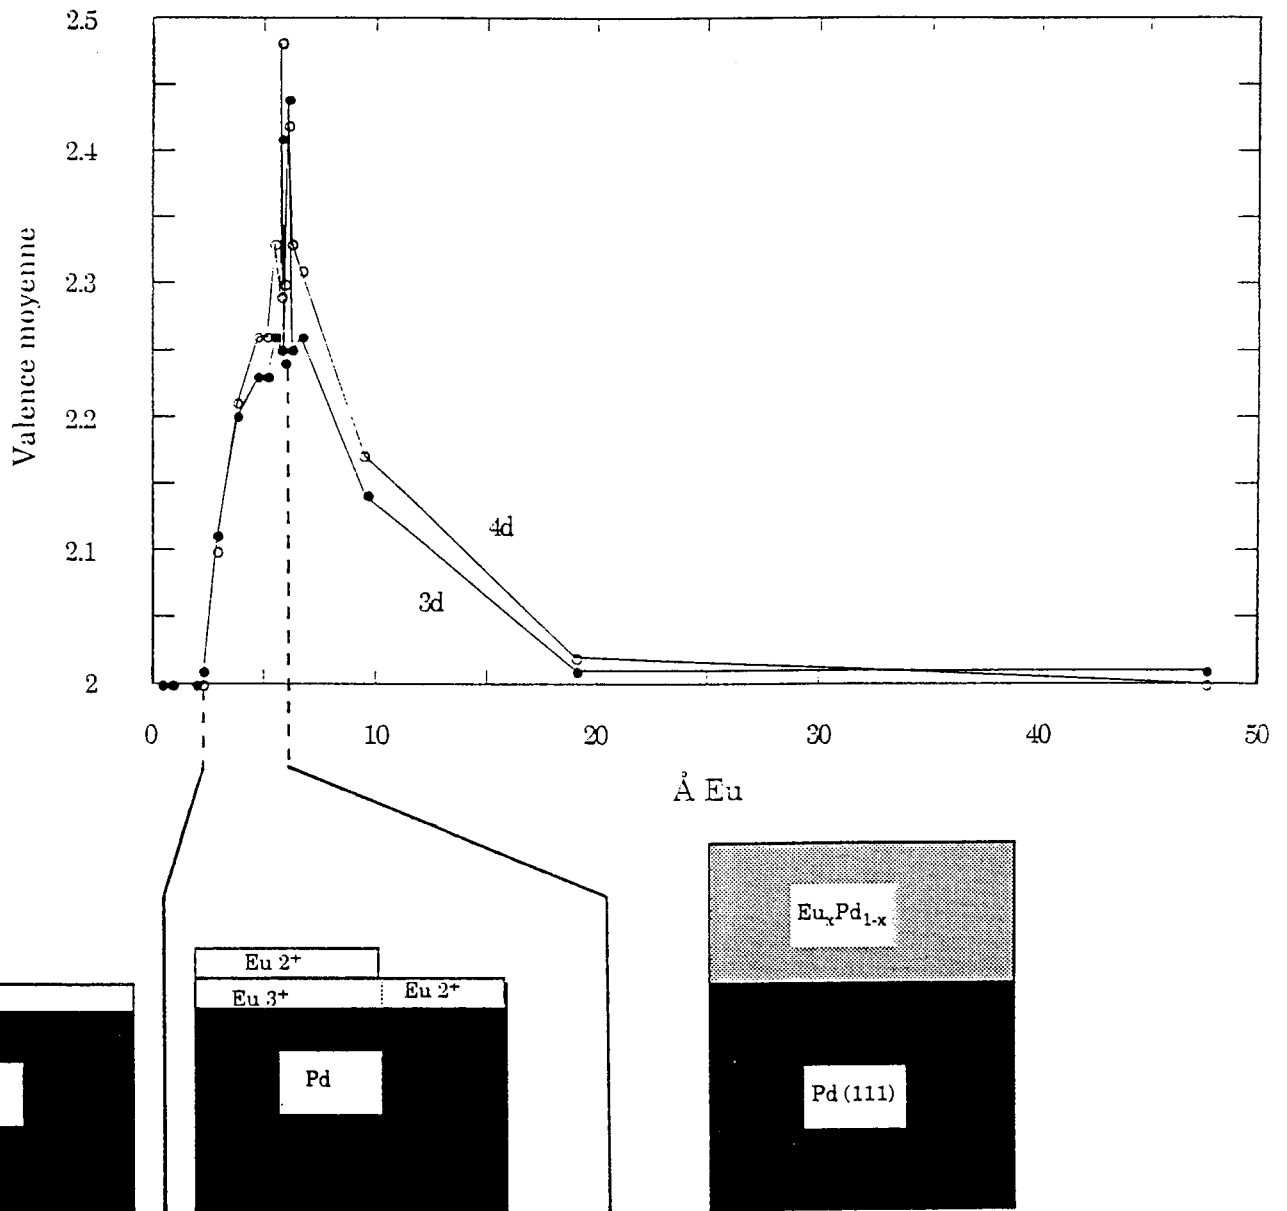 2.5
2.4
2.3
2.2
2.1
2
Valence moyenne
4d
3d
0 10 20 30 40 50
Å Eu
Eu 2+
Eu 3+ Eu 2+
Pd
EuxPd1-x
Pd (111)